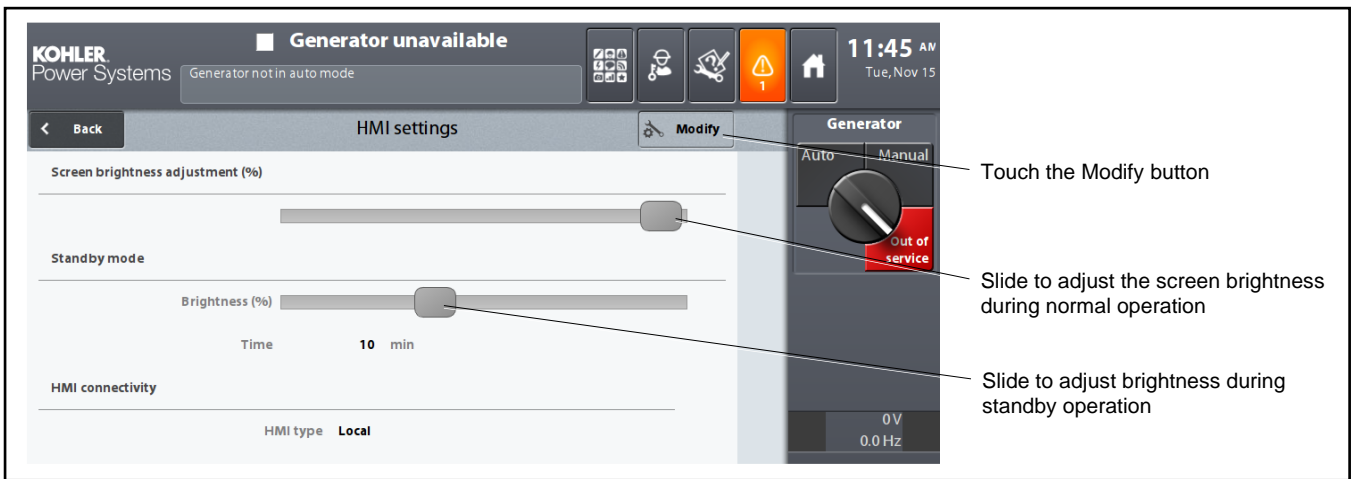 KOHLER.
Power Systems
Generator unavailable
Generator not in auto mode
1
11:45 AM
Tue, Nov 15
Back
HMI settings
Modify
Generator
Auto
Manual
Out of
service
Touch the Modify button
Screen brightness adjustment (%)
Slide to adjust the screen brightness
during normal operation
Standby mode
Brightness (%)
Time 10 min
Slide to adjust brightness during
standby operation
HMI connectivity
HMI type Local
0 V
0.0 Hz